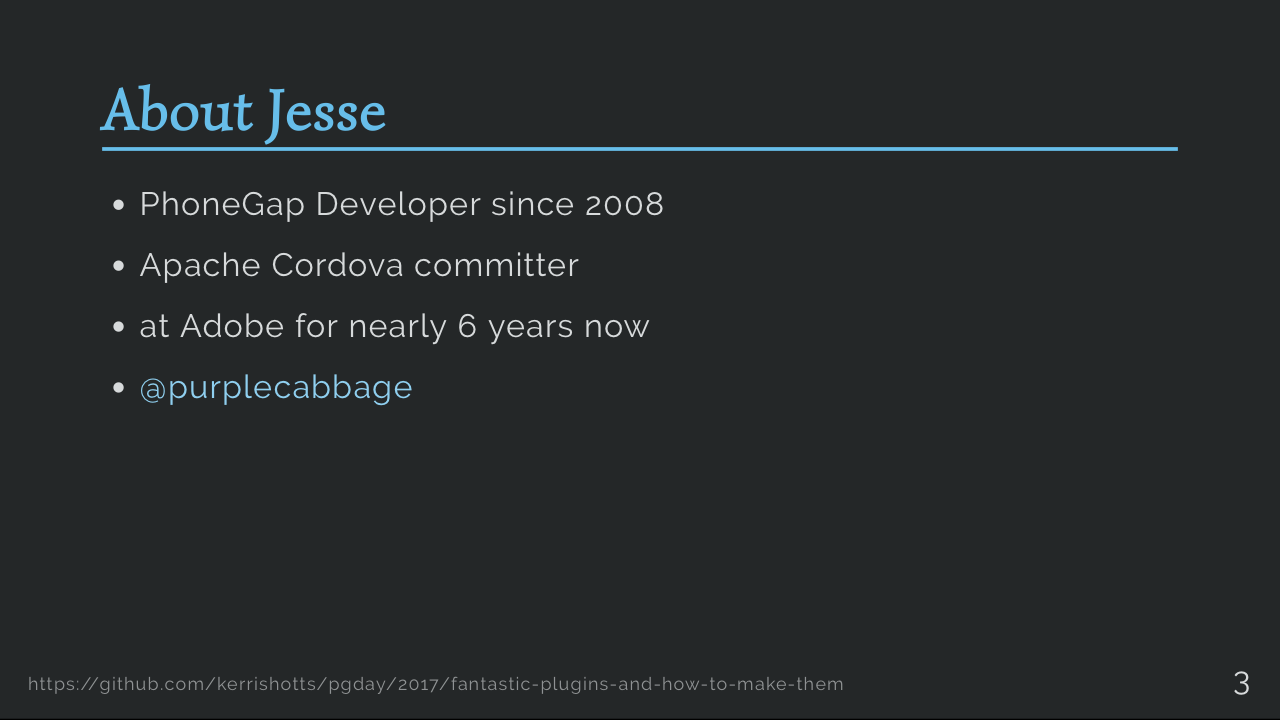 About Jesse
PhoneGap Developer since 2008
Apache Cordova committer
at Adobe for nearly 6 years now
@purplecabbage
https://github.com/kerrishotts/pgday/2017/fantastic-plugins-and-how-to-make-them
3